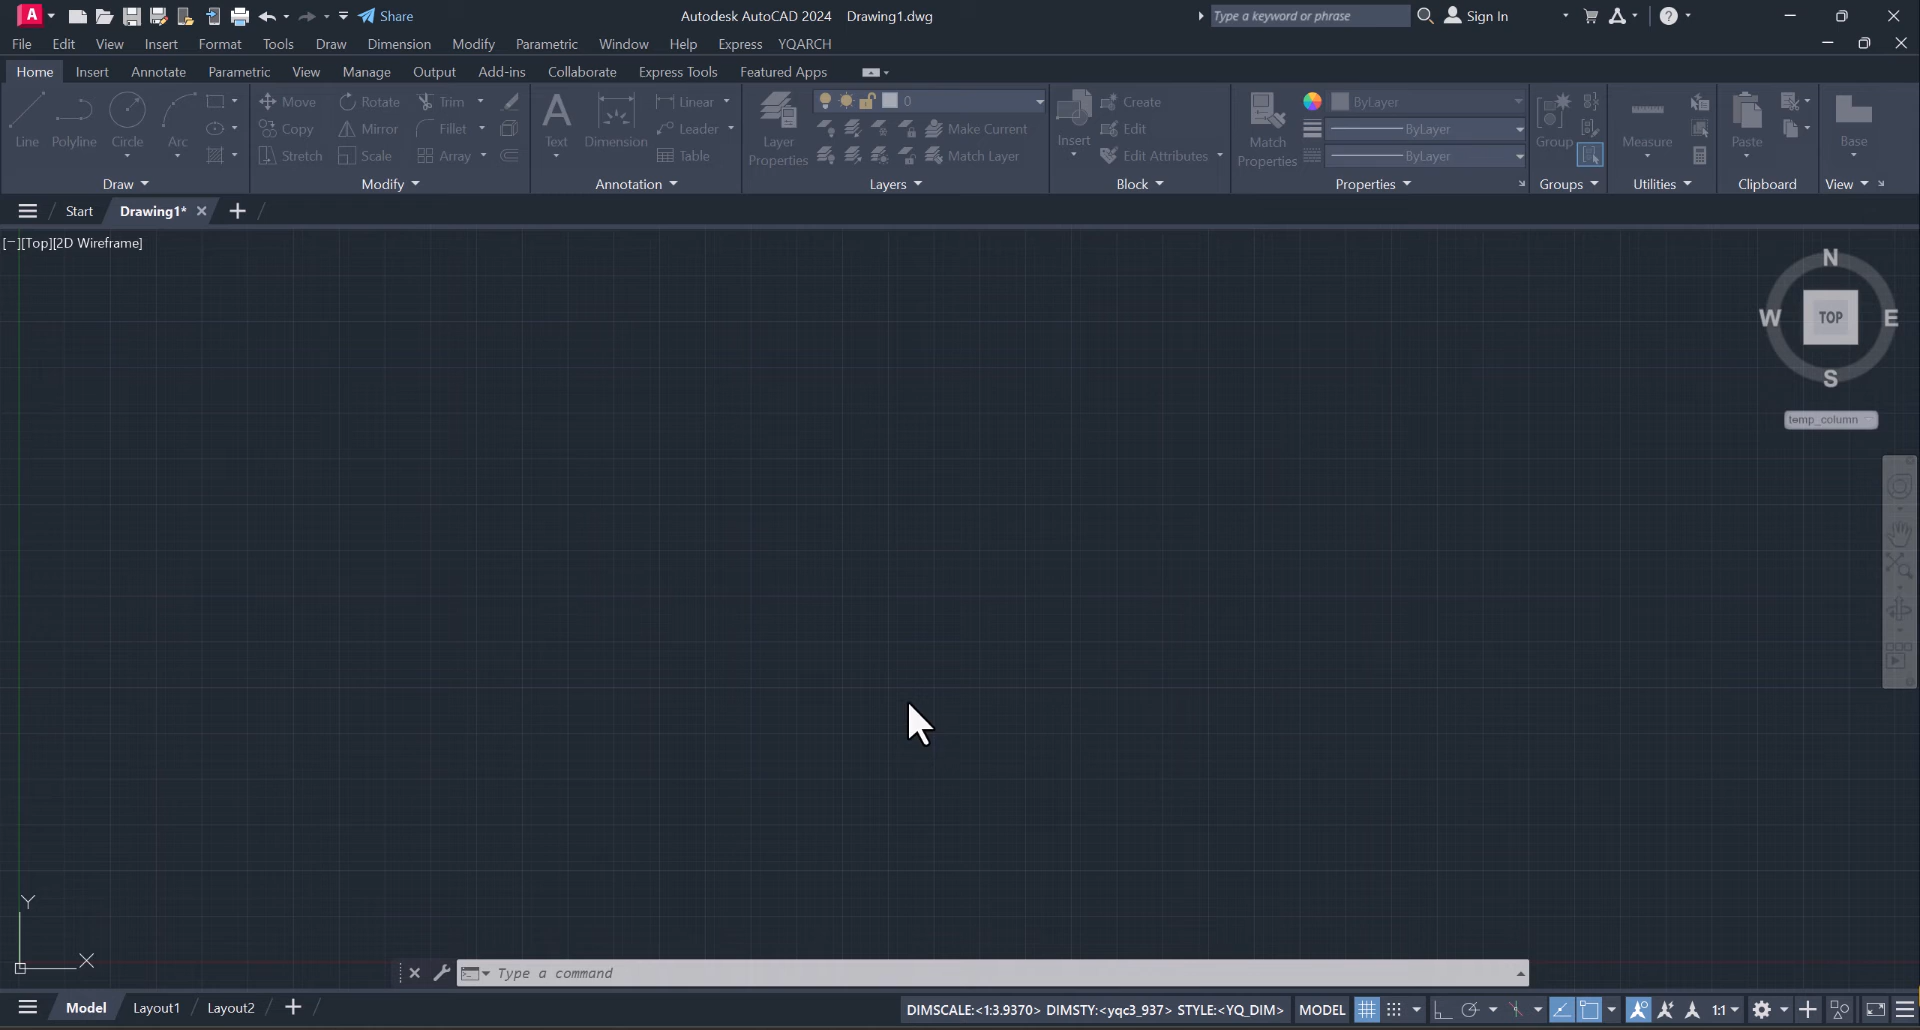 A Share Autodesk AutoCAD 2024 Drawing1.dwg Type a keyword or phrase Sign In ?
File Edit View Insert Format Tools Draw Dimension Modify Parametric Window Help Express YQARCH
Home Insert Annotate Parametric View Manage Output Add-ins Collaborate Express Tools Featured Apps
Line Polyline Circle Arc
Move Rotate Trim
Copy Mirror Fillet
Stretch Scale Array
A Text Dimension
Linear
Leader
Table
Layer Properties
0
Make Current
Match Layer
Insert
Create
Edit
Edit Attributes
Match Properties
ByLayer
ByLayer
ByLayer
Group
Measure
Paste
Base
Draw Modify Annotation Layers Block Properties Groups Utilities Clipboard View
Start Drawing1* +
[−][Top][2D Wireframe]
N
W TOP E
S
temp_column
Y
X
Type a command
Model Layout1 Layout2 + DIMSCALE:<1:3.9370> DIMSTY:<yqc3_937> STYLE:<YQ_DIM> MODEL 1:1